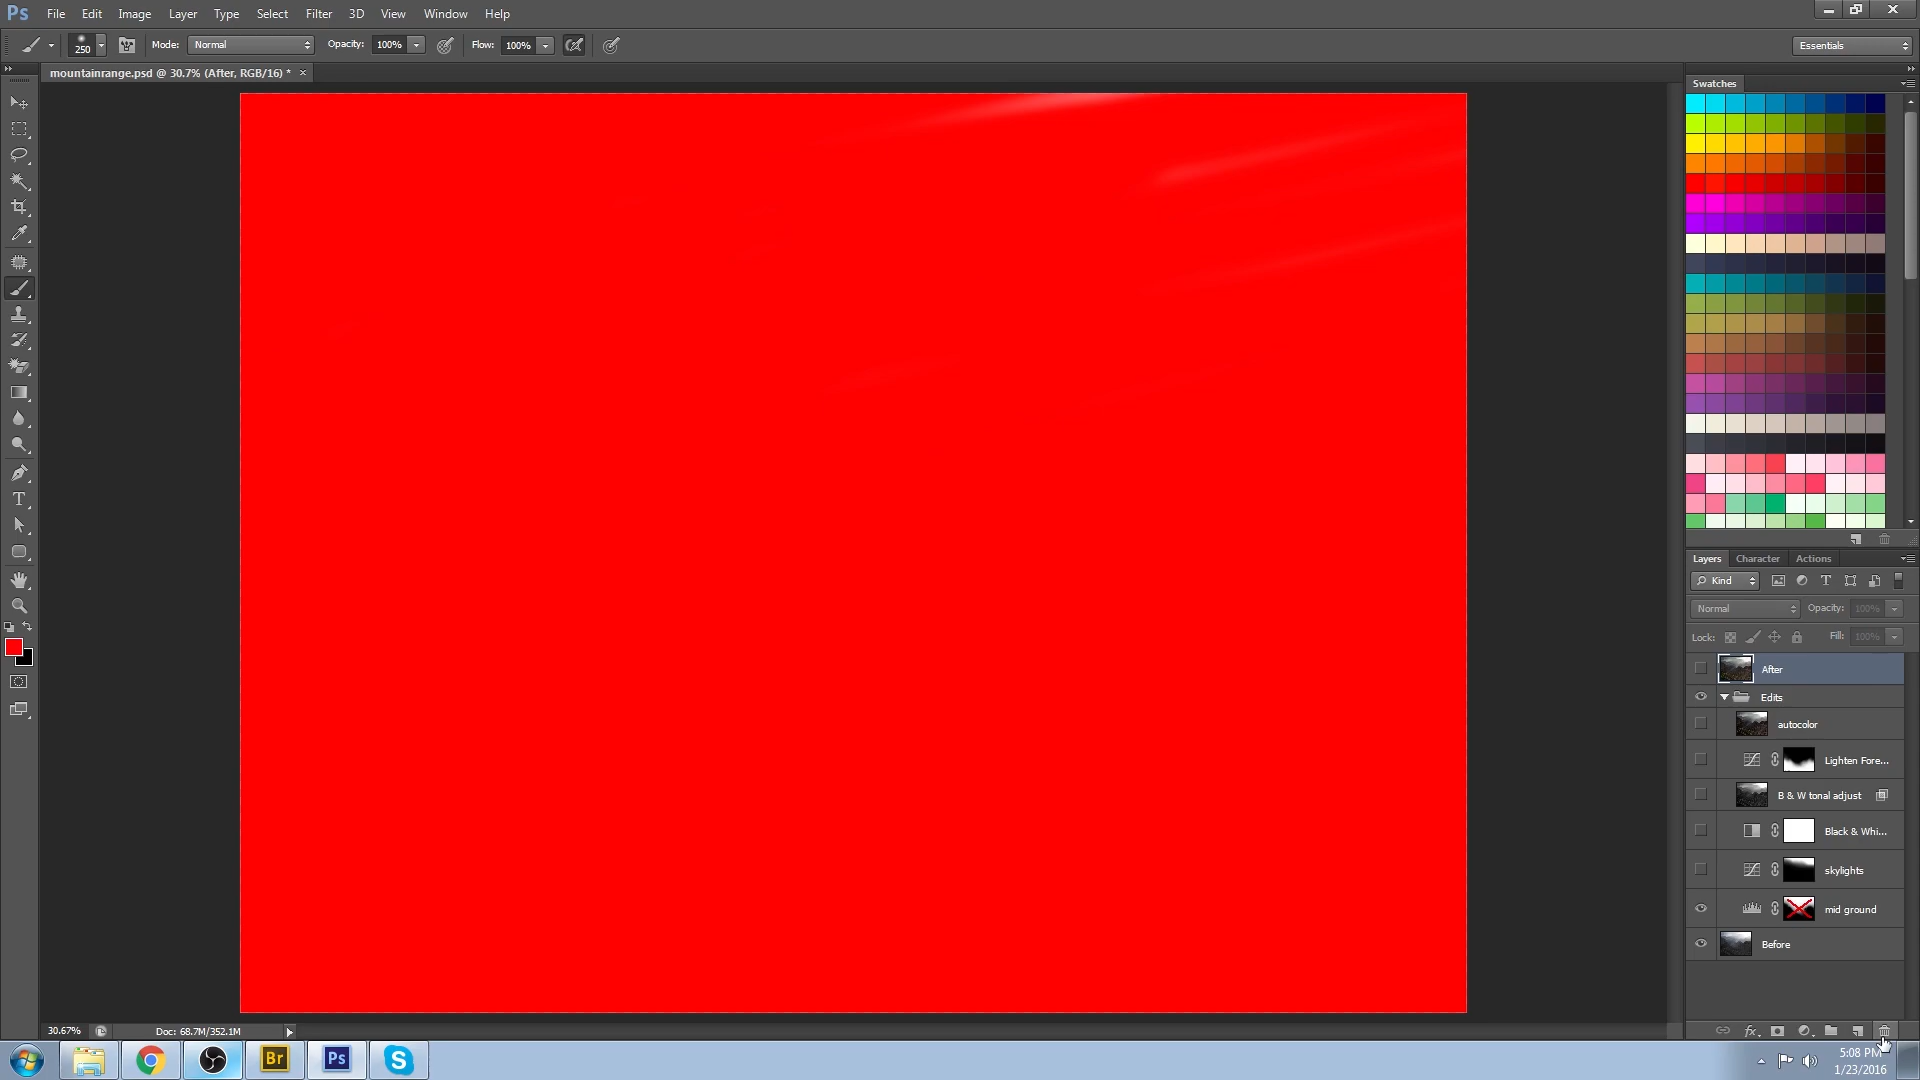 Ps File Edit Image Layer Type Select Filter 3D View Window Help
250 Mode: Normal Opacity: 100% Flow: 100% Essentials
mountainrange.psd @ 30.7% (After, RGB/16) * ×
Swatches
T
Layers Character Actions
Kind T
Normal Opacity: 100%
Lock: Fill: 100%
After
Edits
autocolor
Lighten Fore...
B & W tonal adjust
Black & Whi...
skylights
mid ground
Before
30.67% Doc: 68.7M/352.1M
fx
Br Ps S
5:08 PM
1/23/2016